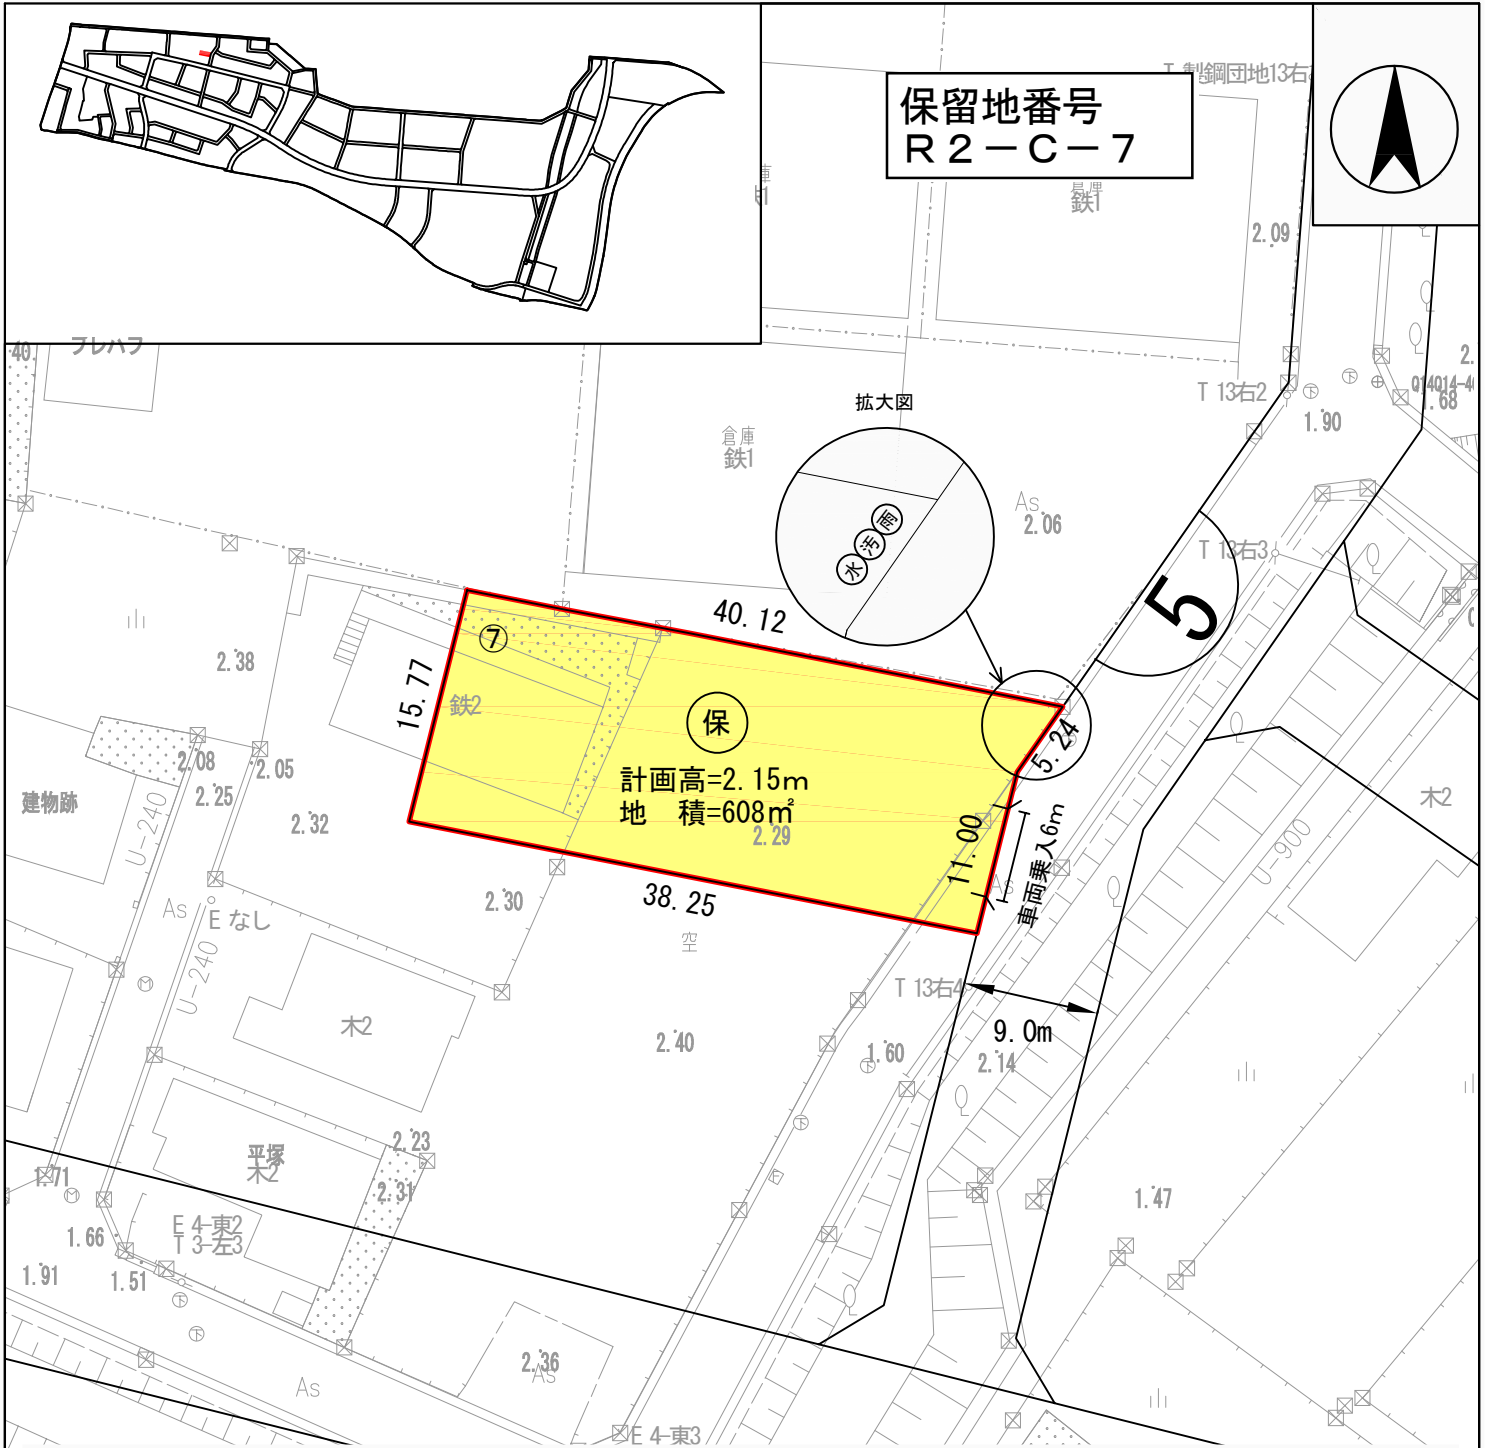 保留地番号
R2-C-7
T 製鋼団地13右
倉庫
鉄1
2.09
プレハブ
40.
T 13右2
014014-4
.68
1.90
拡大図
倉庫
鉄1
As
2.06
T 13右3
雨
汚
水
5
40.12
⑦
2.38
15.77
鉄2
保
5.24
計画高=2.15m
地 積=608㎡
2.29
11.00
車両乗入6m
As
木2
U-900
2.08
2.05
2.25
建物跡
U-240
2.32
38.25
2.30
As
E なし
空
U-240
T 13右4
9.0m
木2
2.40
1.60
2.14
平塚
木2
2.23
2.31
1.71
1.47
E 4-東2
T 3-左3
1.66
1.91
1.51
2.36
As
As
E 4-東3